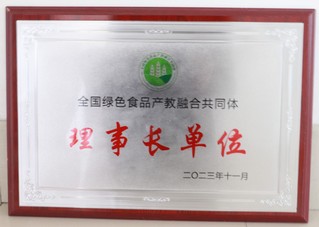 全国绿色食品产教融合共同体
理事长单位
二〇二三年十一月